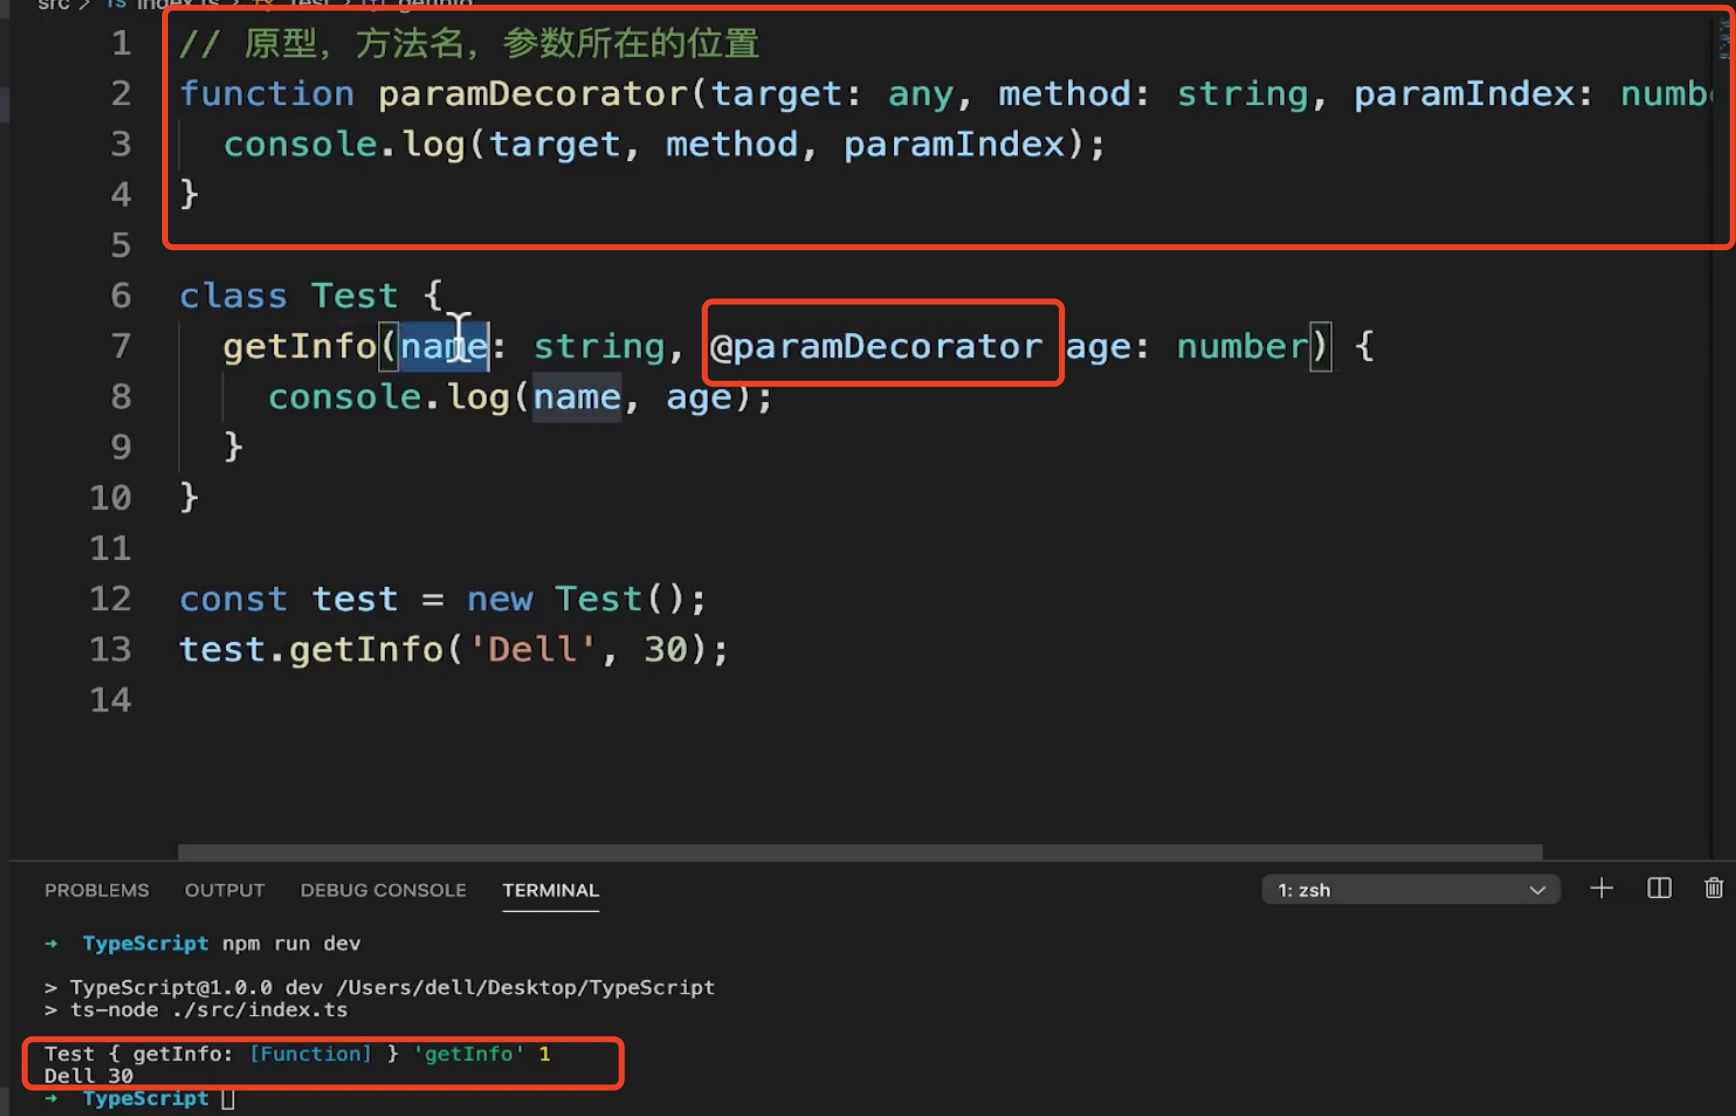 src > TS index.ts > Test > getInfo
1 // 原型，方法名，参数所在的位置
2 function paramDecorator(target: any, method: string, paramIndex: numb
3 console.log(target, method, paramIndex);
4 }
5
6 class Test {
7 getInfo(name: string, @paramDecorator age: number) {
8 console.log(name, age);
9 }
10 }
11
12 const test = new Test();
13 test.getInfo('Dell', 30);
14
PROBLEMS OUTPUT DEBUG CONSOLE TERMINAL 1: zsh
→ TypeScript npm run dev
> TypeScript@1.0.0 dev /Users/dell/Desktop/TypeScript
> ts-node ./src/index.ts
Test { getInfo: [Function] } 'getInfo' 1
Dell 30
→ TypeScript